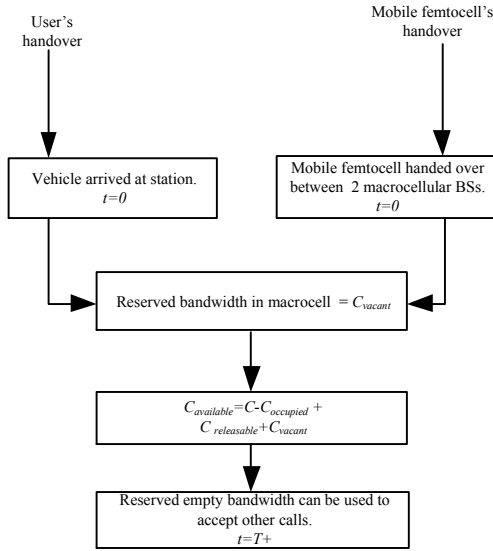 User's
handover
Mobile femtocell's
handover
Vehicle arrived at station.
t=0
Mobile femtocell handed over
between 2 macrocellular BSs.
t=0
Reserved bandwidth in macrocell = Cvacant
Cavailable=C-Coccupied +
C releasable+Cvacant
Reserved empty bandwidth can be used to
accept other calls.
t=T+